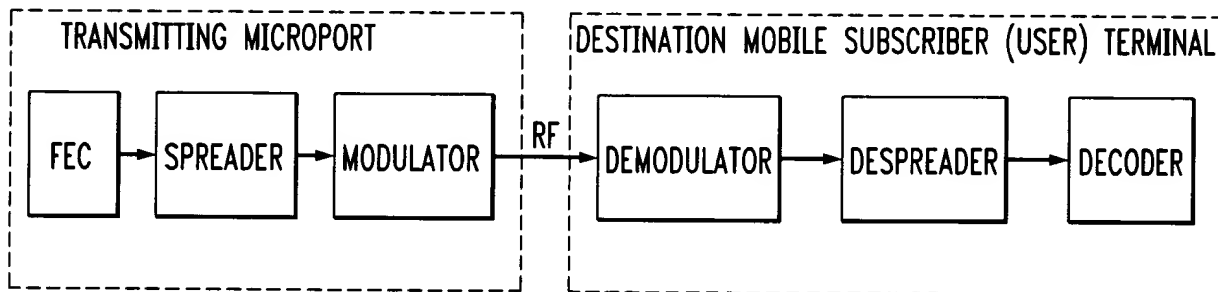 TRANSMITTING MICROPORT
DESTINATION MOBILE SUBSCRIBER (USER) TERMINAL
FEC
SPREADER
MODULATOR
RF
DEMODULATOR
DESPREADER
DECODER